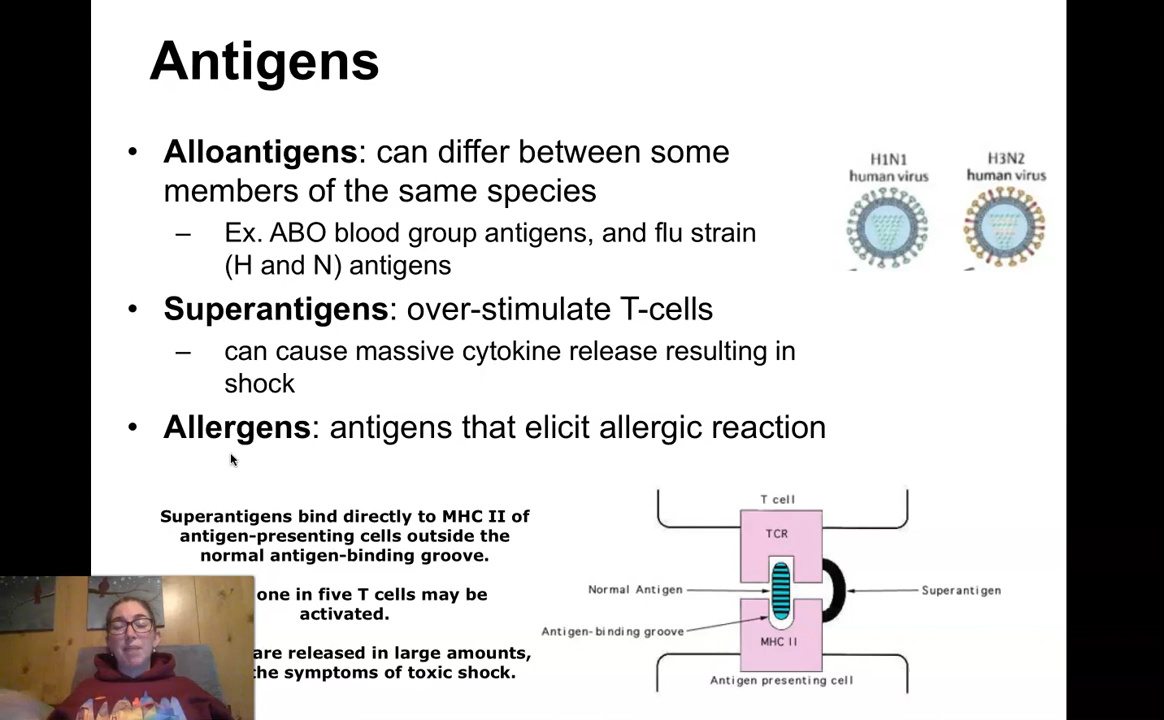 Antigens
• Alloantigens: can differ between some
members of the same species
– Ex. ABO blood group antigens, and flu strain
(H and N) antigens
• Superantigens: over-stimulate T-cells
– can cause massive cytokine release resulting in
shock
• Allergens: antigens that elicit allergic reaction
H1N1
human virus
H3N2
human virus
Superantigens bind directly to MHC II of
antigen-presenting cells outside the
normal antigen-binding groove.
one in five T cells may be
activated.
are released in large amounts,
the symptoms of toxic shock.
T cell
TCR
Normal Antigen
Superantigen
Antigen-binding groove
MHC II
Antigen presenting cell